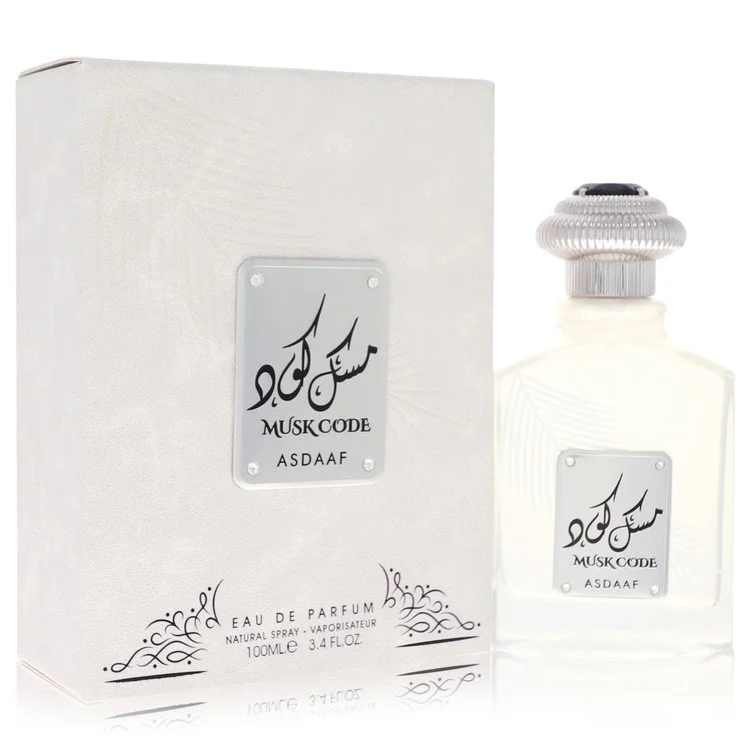 مسك كود
MUSK CODE
ASDAAF
EAU DE PARFUM
NATURAL SPRAY - VAPORISATEUR
100ML e 3.4 FL.OZ.
مسك كود
MUSK CODE
ASDAAF